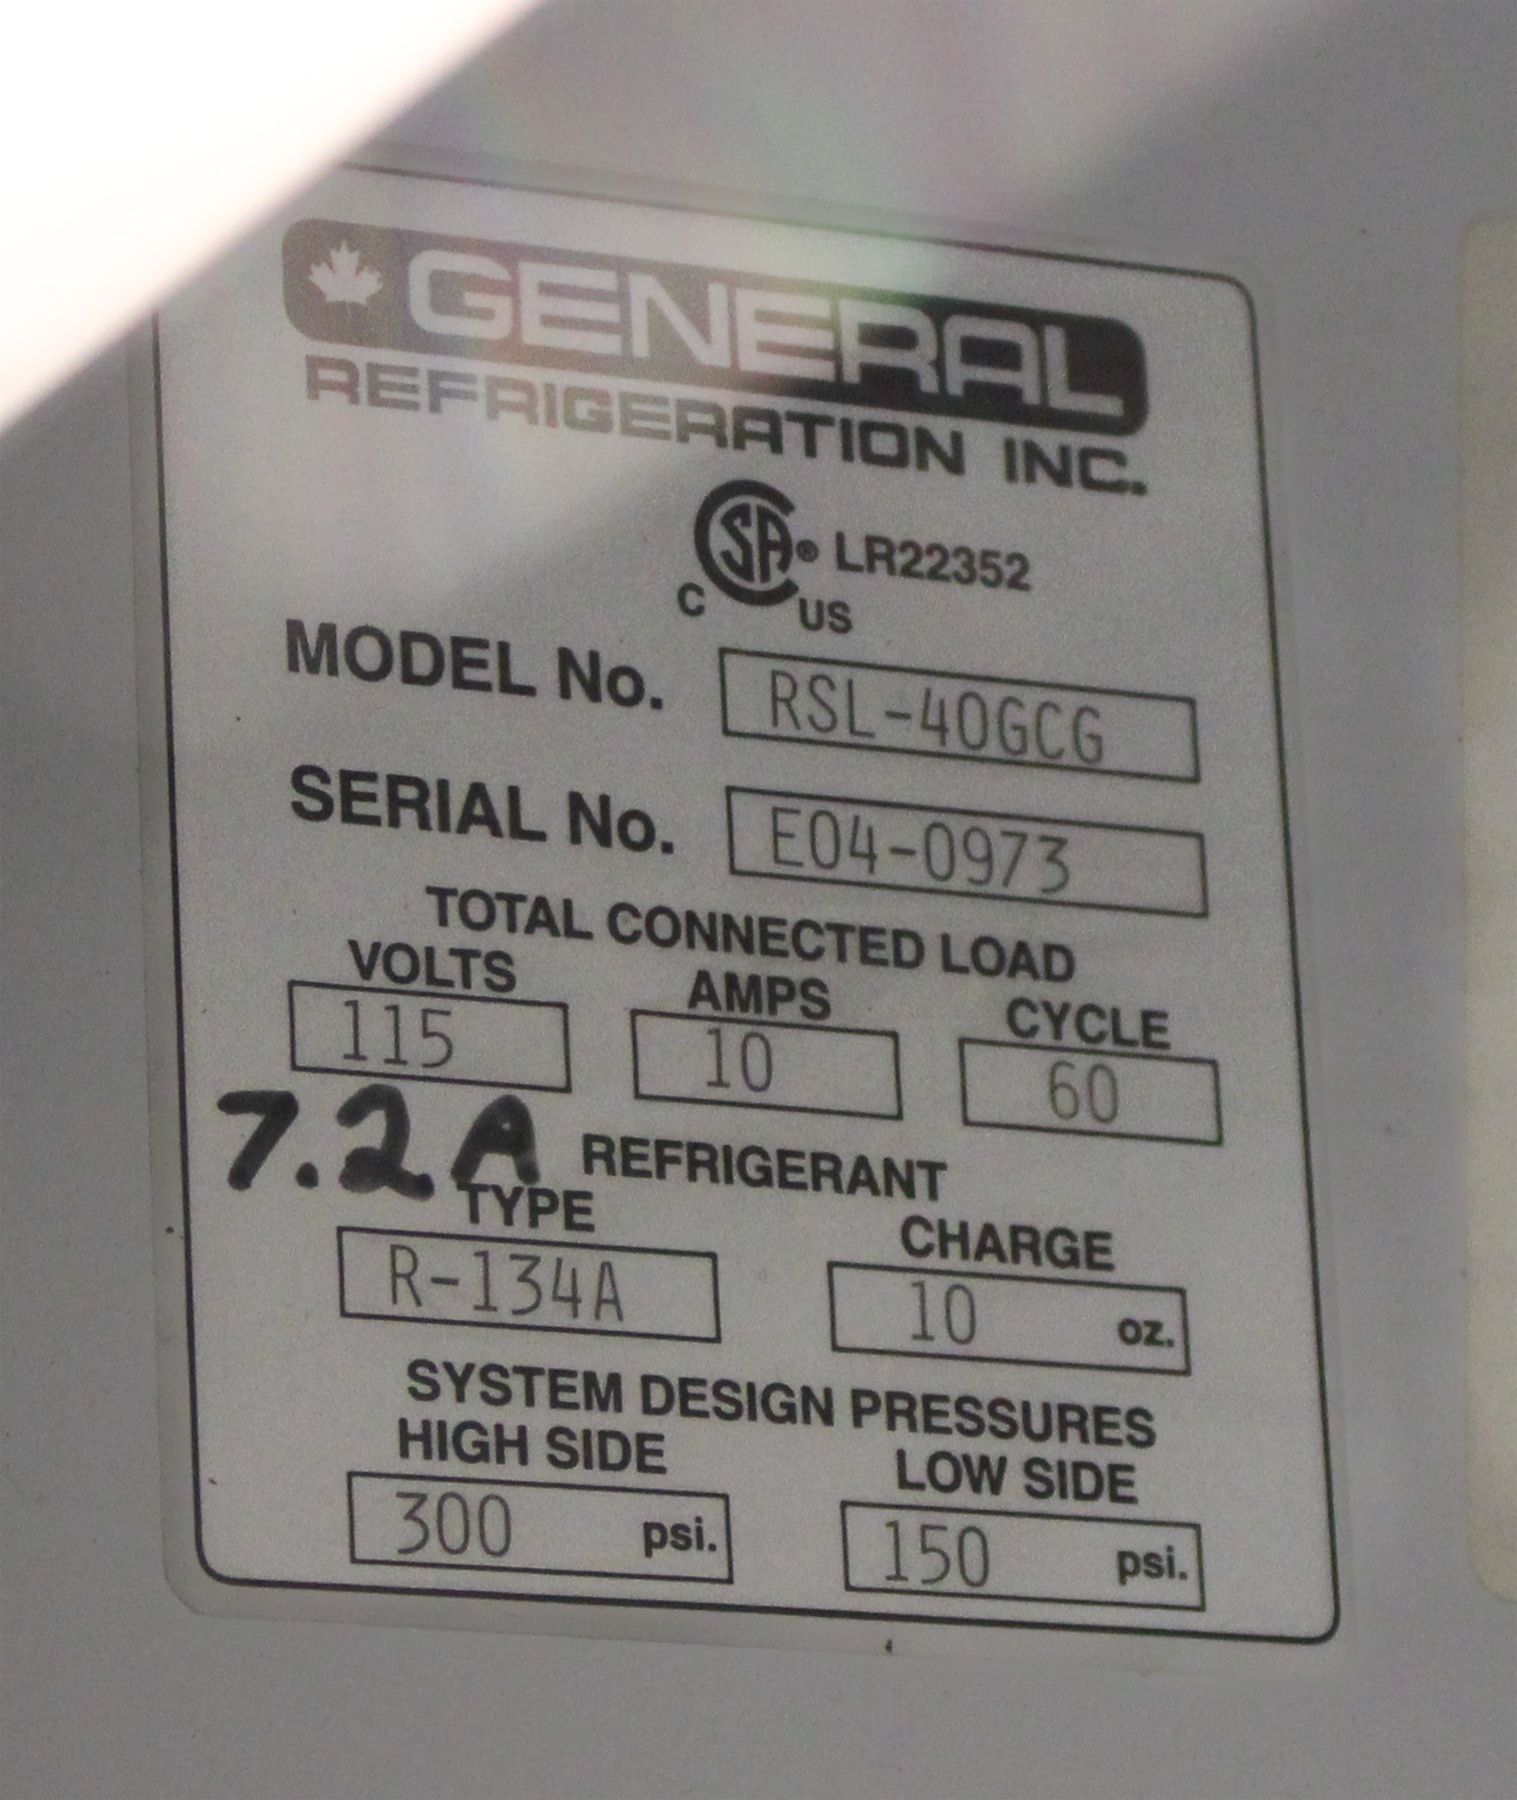 GENERAL
REFRIGERATION INC.
CSA® LR22352
C US
MODEL No. RSL-40GCG
SERIAL No. E04-0973
TOTAL CONNECTED LOAD
VOLTS AMPS CYCLE
115 10 60
7.2A REFRIGERANT
TYPE CHARGE
R-134A 10 oz.
SYSTEM DESIGN PRESSURES
HIGH SIDE LOW SIDE
300 psi. 150 psi.